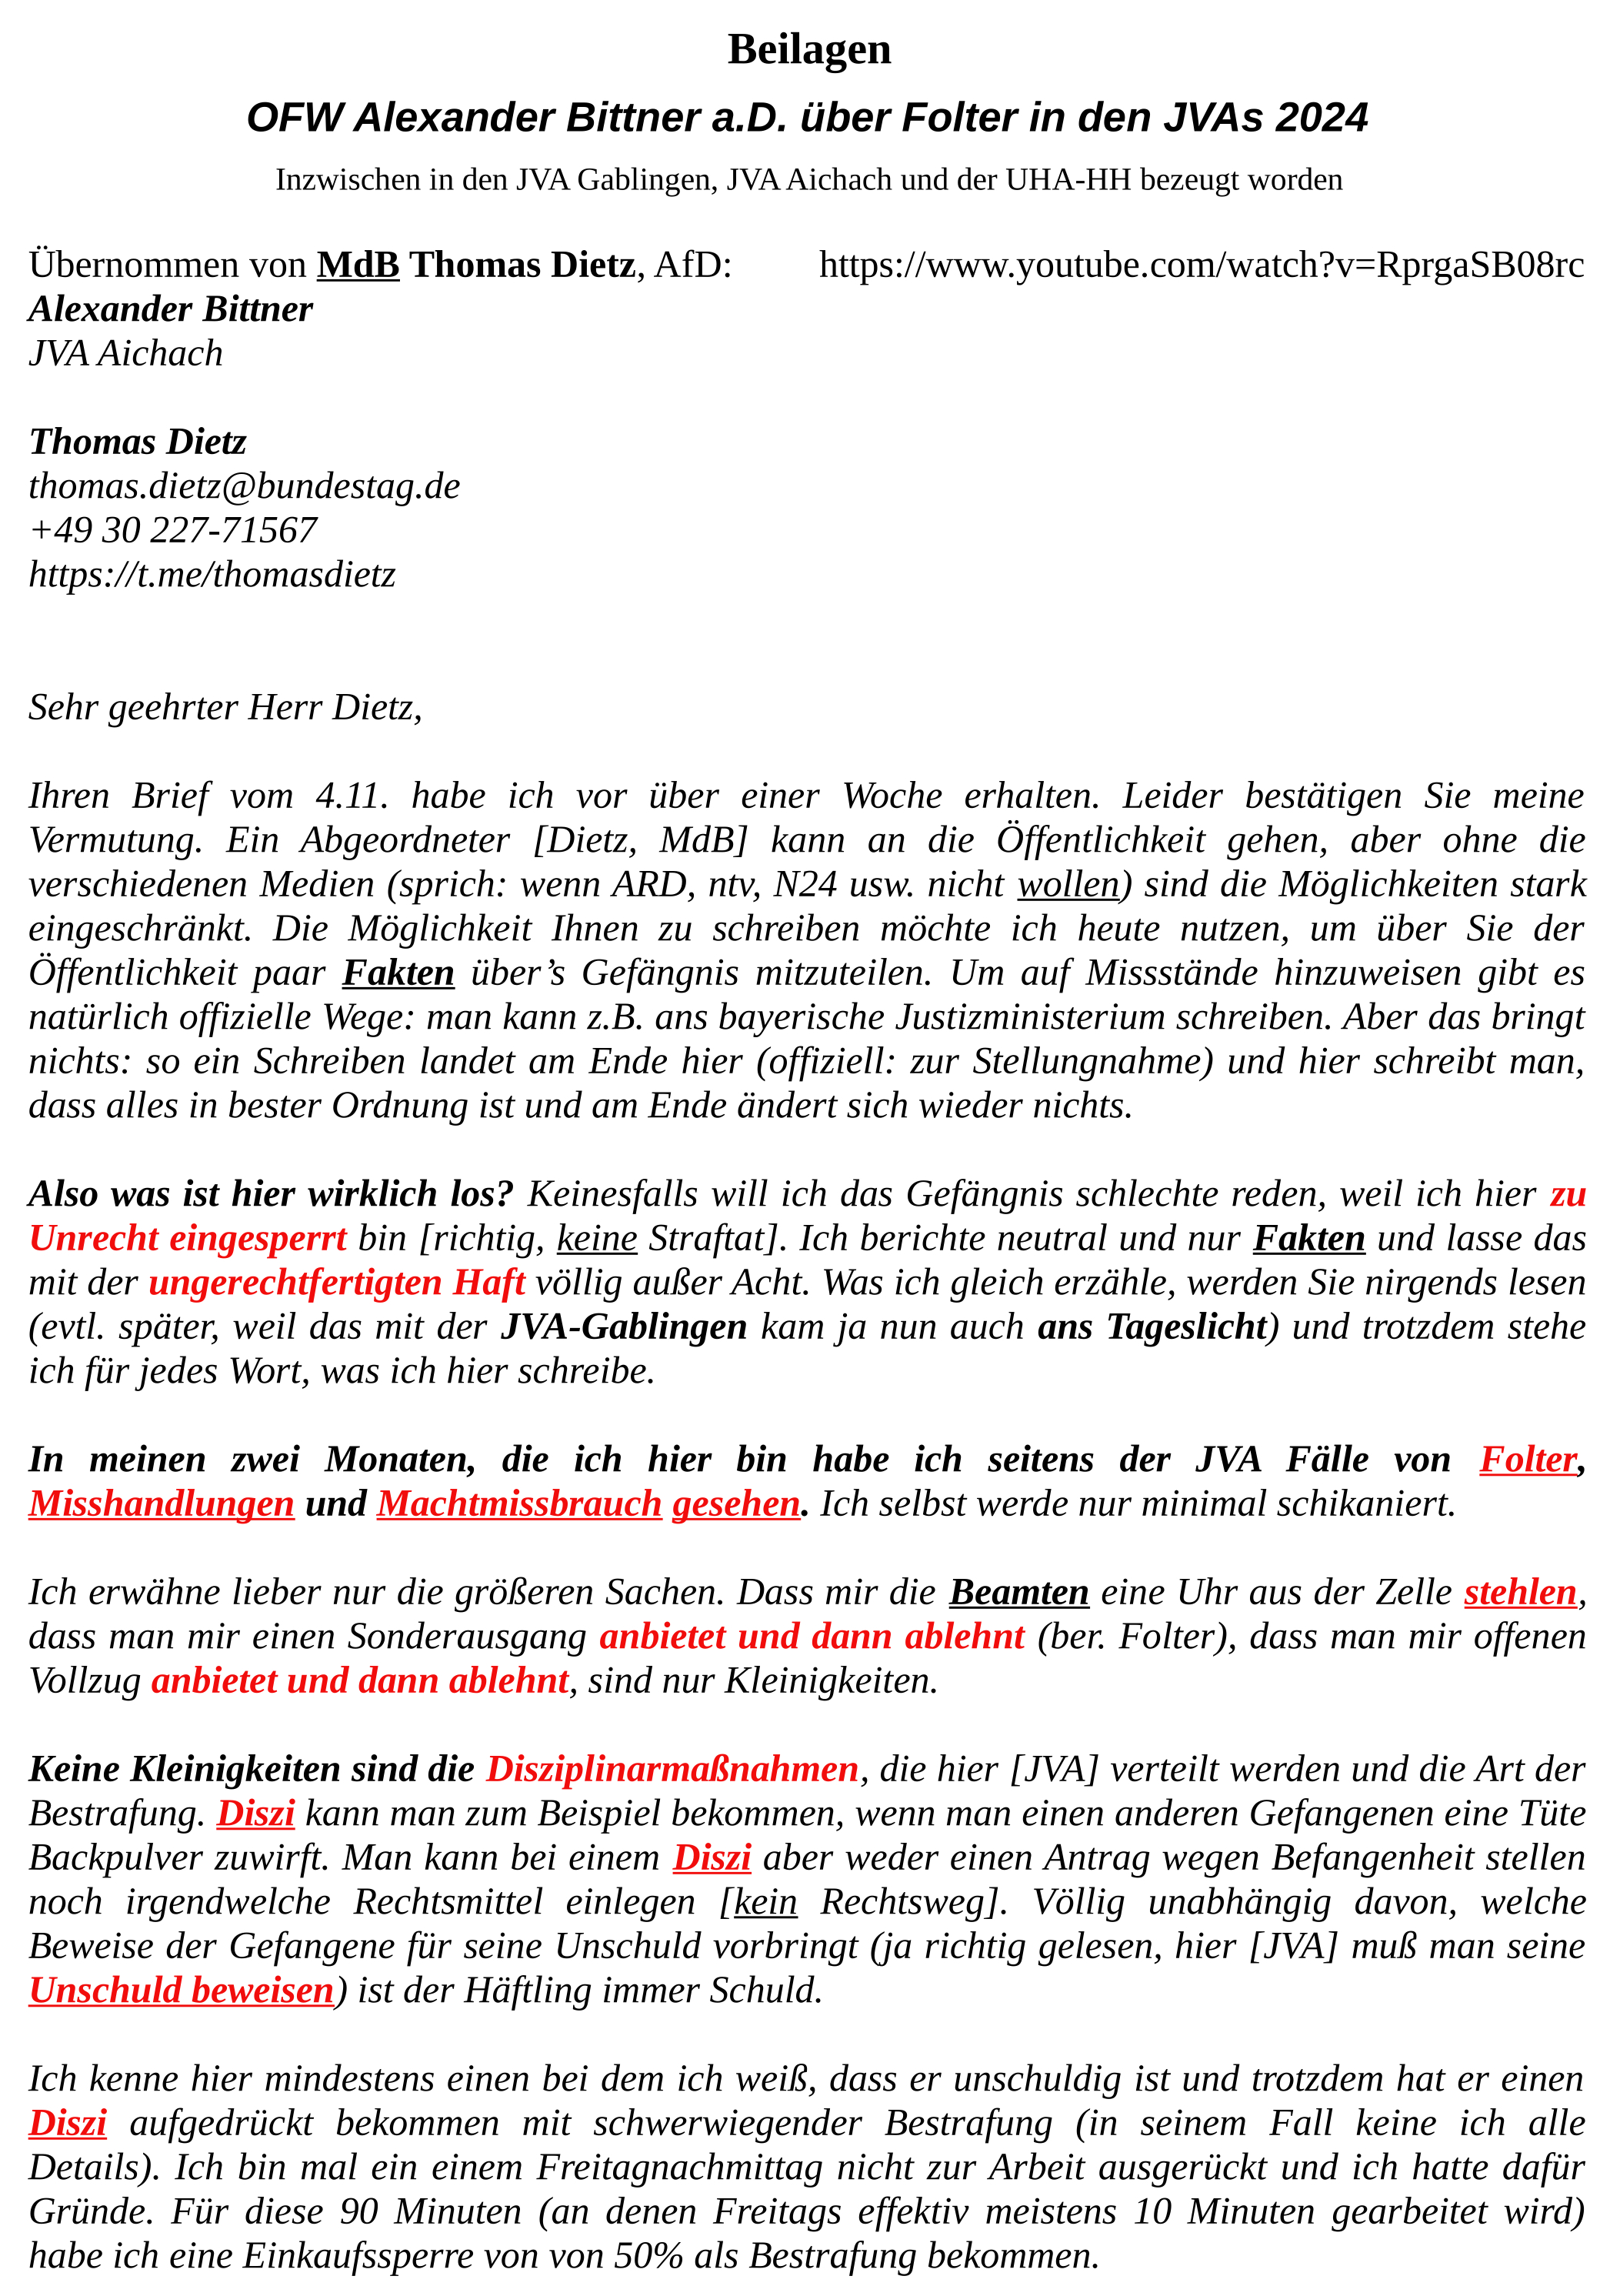 Beilagen
OFW Alexander Bittner a.D. über Folter in den JVAs 2024
Inzwischen in den JVA Gablingen, JVA Aichach und der UHA-HH bezeugt worden
Übernommen von MdB Thomas Dietz, AfD: https://www.youtube.com/watch?v=RprgaSB08rc
Alexander Bittner
JVA Aichach
Thomas Dietz
thomas.dietz@bundestag.de
+49 30 227-71567
https://t.me/thomasdietz
Sehr geehrter Herr Dietz,
Ihren Brief vom 4.11. habe ich vor über einer Woche erhalten. Leider bestätigen Sie meine
Vermutung. Ein Abgeordneter [Dietz, MdB] kann an die Öffentlichkeit gehen, aber ohne die
verschiedenen Medien (sprich: wenn ARD, ntv, N24 usw. nicht wollen) sind die Möglichkeiten stark
eingeschränkt. Die Möglichkeit Ihnen zu schreiben möchte ich heute nutzen, um über Sie der
Öffentlichkeit paar Fakten über’s Gefängnis mitzuteilen. Um auf Missstände hinzuweisen gibt es
natürlich offizielle Wege: man kann z.B. ans bayerische Justizministerium schreiben. Aber das bringt
nichts: so ein Schreiben landet am Ende hier (offiziell: zur Stellungnahme) und hier schreibt man,
dass alles in bester Ordnung ist und am Ende ändert sich wieder nichts.
Also was ist hier wirklich los? Keinesfalls will ich das Gefängnis schlechte reden, weil ich hier zu
Unrecht eingesperrt bin [richtig, keine Straftat]. Ich berichte neutral und nur Fakten und lasse das
mit der ungerechtfertigten Haft völlig außer Acht. Was ich gleich erzähle, werden Sie nirgends lesen
(evtl. später, weil das mit der JVA-Gablingen kam ja nun auch ans Tageslicht) und trotzdem stehe
ich für jedes Wort, was ich hier schreibe.
In meinen zwei Monaten, die ich hier bin habe ich seitens der JVA Fälle von Folter,
Misshandlungen und Machtmissbrauch gesehen. Ich selbst werde nur minimal schikaniert.
Ich erwähne lieber nur die größeren Sachen. Dass mir die Beamten eine Uhr aus der Zelle stehlen,
dass man mir einen Sonderausgang anbietet und dann ablehnt (ber. Folter), dass man mir offenen
Vollzug anbietet und dann ablehnt, sind nur Kleinigkeiten.
Keine Kleinigkeiten sind die Disziplinarmaßnahmen, die hier [JVA] verteilt werden und die Art der
Bestrafung. Diszi kann man zum Beispiel bekommen, wenn man einen anderen Gefangenen eine Tüte
Backpulver zuwirft. Man kann bei einem Diszi aber weder einen Antrag wegen Befangenheit stellen
noch irgendwelche Rechtsmittel einlegen [kein Rechtsweg]. Völlig unabhängig davon, welche
Beweise der Gefangene für seine Unschuld vorbringt (ja richtig gelesen, hier [JVA] muß man seine
Unschuld beweisen) ist der Häftling immer Schuld.
Ich kenne hier mindestens einen bei dem ich weiß, dass er unschuldig ist und trotzdem hat er einen
Diszi aufgedrückt bekommen mit schwerwiegender Bestrafung (in seinem Fall keine ich alle
Details). Ich bin mal ein einem Freitagnachmittag nicht zur Arbeit ausgerückt und ich hatte dafür
Gründe. Für diese 90 Minuten (an denen Freitags effektiv meistens 10 Minuten gearbeitet wird)
habe ich eine Einkaufssperre von von 50% als Bestrafung bekommen.